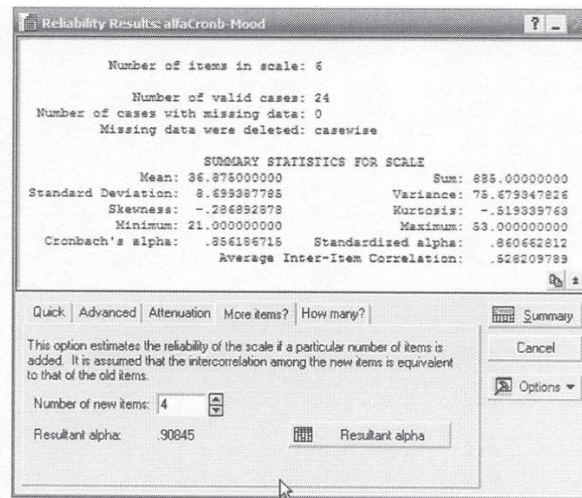 Reliability Results: alfaCronb-Mood
Number of items in scale: 6
Number of valid cases: 24
Number of cases with missing data: 0
Missing data were deleted: casewise
SUMMARY STATISTICS FOR SCALE
Mean: 36.875000000 Sum: 885.00000000
Standard Deviation: 8.699387785 Variance: 75.679347826
Skewness: -.286892878 Kurtosis: -.519339763
Minimum: 21.000000000 Maximum: 53.000000000
Cronbach's alpha: .856186715 Standardized alpha: .860662812
Average Inter-Item Correlation: .528209789
Quick Advanced Attenuation More items? How many?
Summary
This option estimates the reliability of the scale if a particular number of items is
added. It is assumed that the intercorrelation among the new items is equivalent
to that of the old items.
Cancel
Options
Number of new items: 4
Resultant alpha: .90845 Resultant alpha